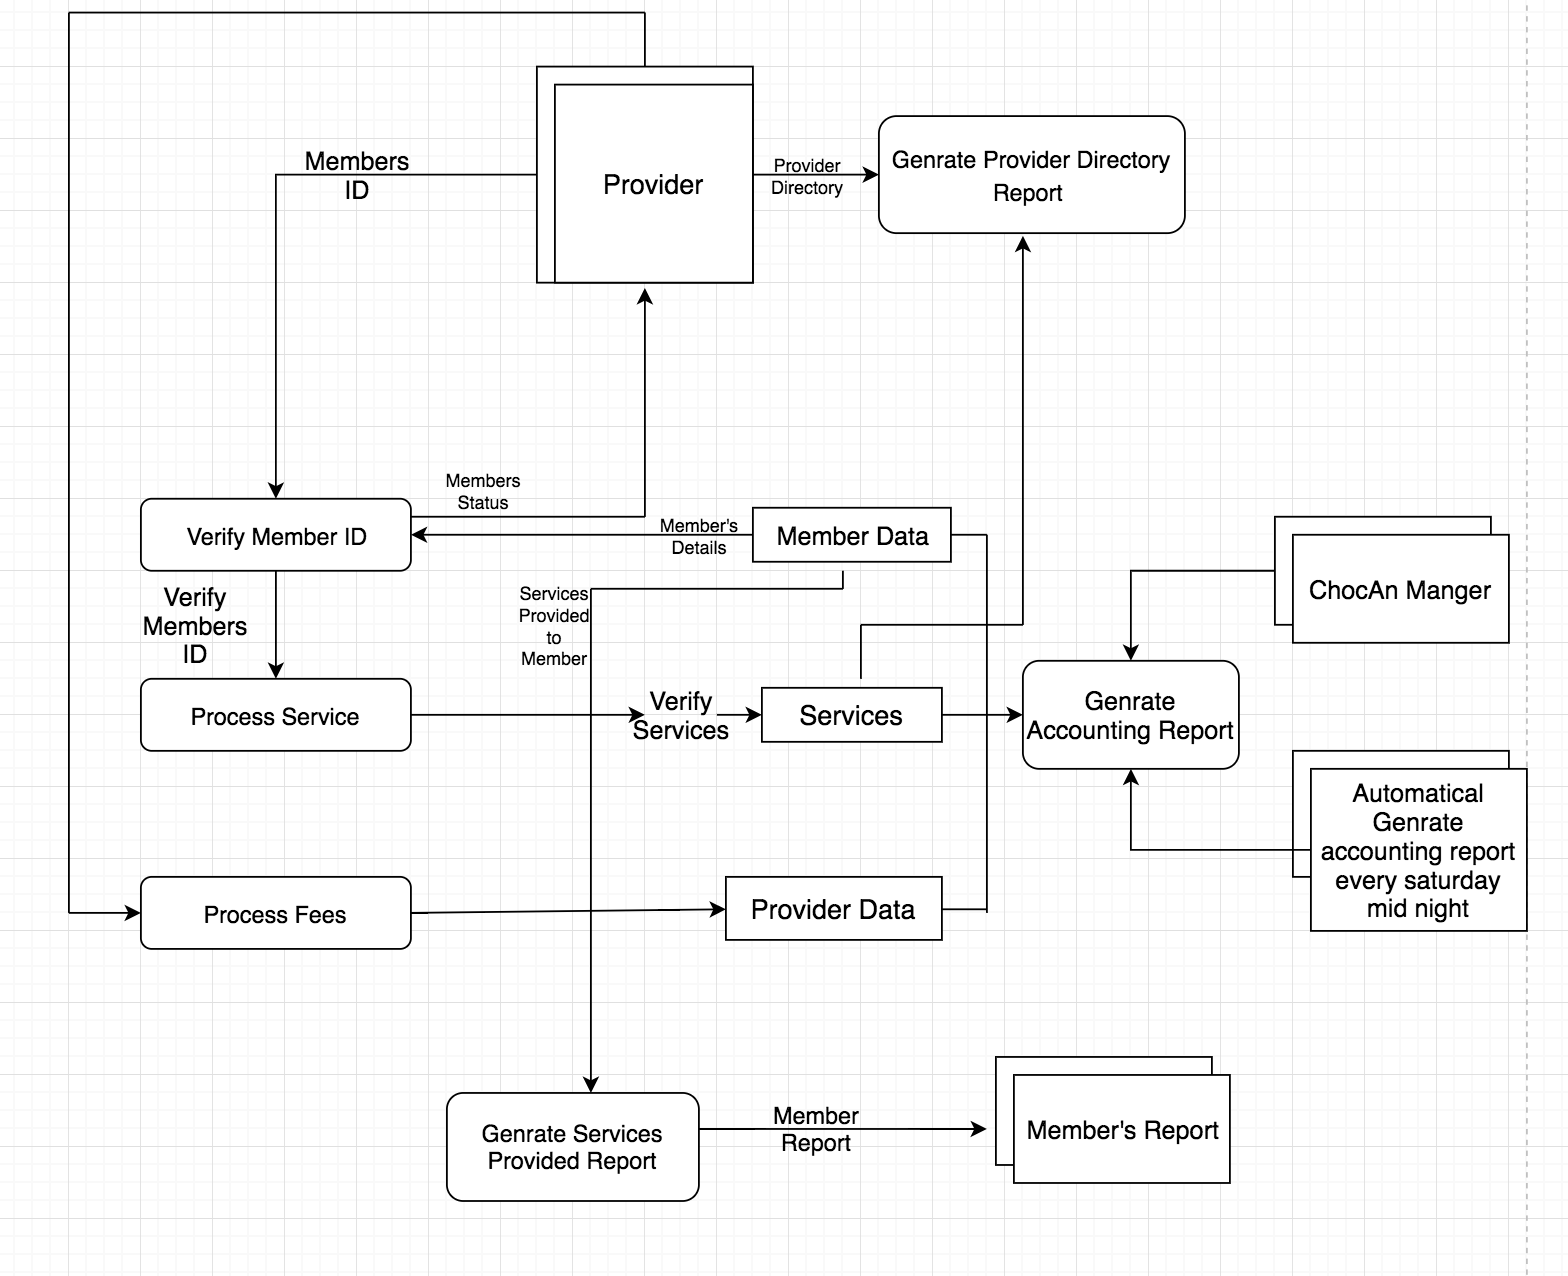 Members
ID
Provider
Provider
Directory
Genrate Provider Directory
Report
Members
Status
Verify Member ID
Member's
Details
Member Data
ChocAn Manger
Verify
Members
ID
Services
Provided
to
Member
Process Service
Verify
Services
Services
Genrate
Accounting Report
Automatical
Genrate
accounting report
every saturday
mid night
Process Fees
Provider Data
Genrate Services
Provided Report
Member
Report
Member's Report